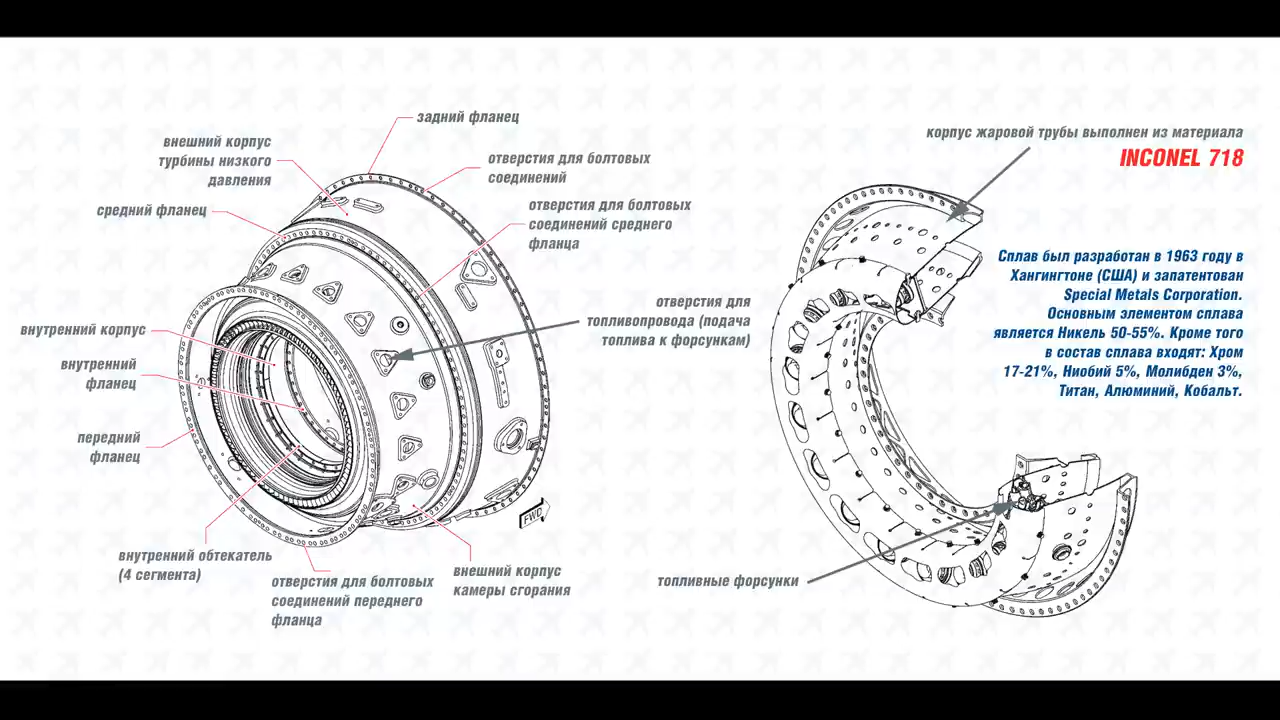 задний фланец
внешний корпус
турбины низкого
давления
отверстия для болтовых
соединений
средний фланец
отверстия для болтовых
соединений среднего
фланца
внутренний корпус
внутренний
фланец
передний
фланец
отверстия для
топливопровода (подача
топлива к форсункам)
FWD
внутренний обтекатель
(4 сегмента)
отверстия для болтовых
соединений переднего
фланца
внешний корпус
камеры сгорания
корпус жаровой трубы выполнен из материала
INCONEL 718
Сплав был разработан в 1963 году в
Хангингтоне (США) и запатентован
Special Metals Corporation.
Основным элементом сплава
является Никель 50-55%. Кроме того
в состав сплава входят: Хром
17-21%, Ниобий 5%, Молибден 3%,
Титан, Алюминий, Кобальт.
топливные форсунки